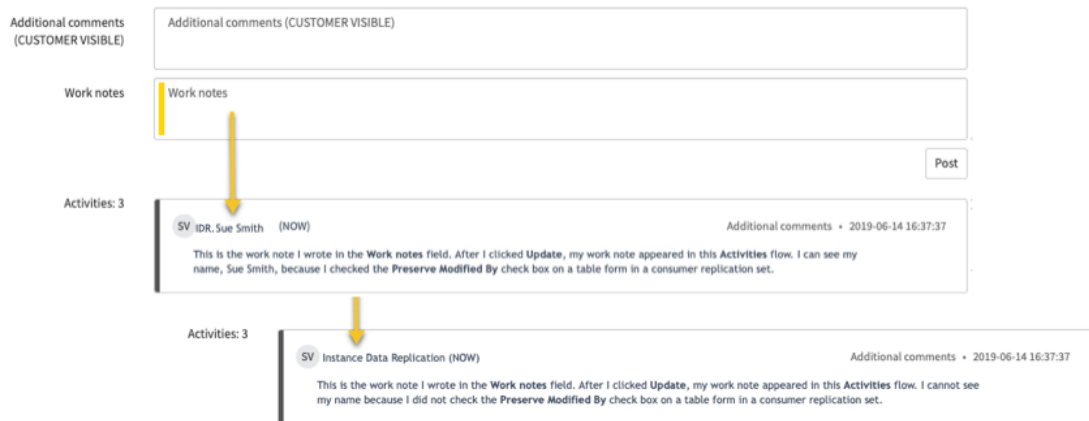 Additional comments
(CUSTOMER VISIBLE)
Additional comments (CUSTOMER VISIBLE)
Work notes
Work notes
Post
Activities: 3
SV IDR. Sue Smith (NOW) Additional comments • 2019-06-14 16:37:37
This is the work note I wrote in the Work notes field. After I clicked Update, my work note appeared in this Activities flow. I can see my
name, Sue Smith, because I checked the Preserve Modified By check box on a table form in a consumer replication set.
Activities: 3
SV Instance Data Replication (NOW) Additional comments • 2019-06-14 16:37:37
This is the work note I wrote in the Work notes field. After I clicked Update, my work note appeared in this Activities flow. I cannot see
my name because I did not check the Preserve Modified By check box on a table form in a consumer replication set.